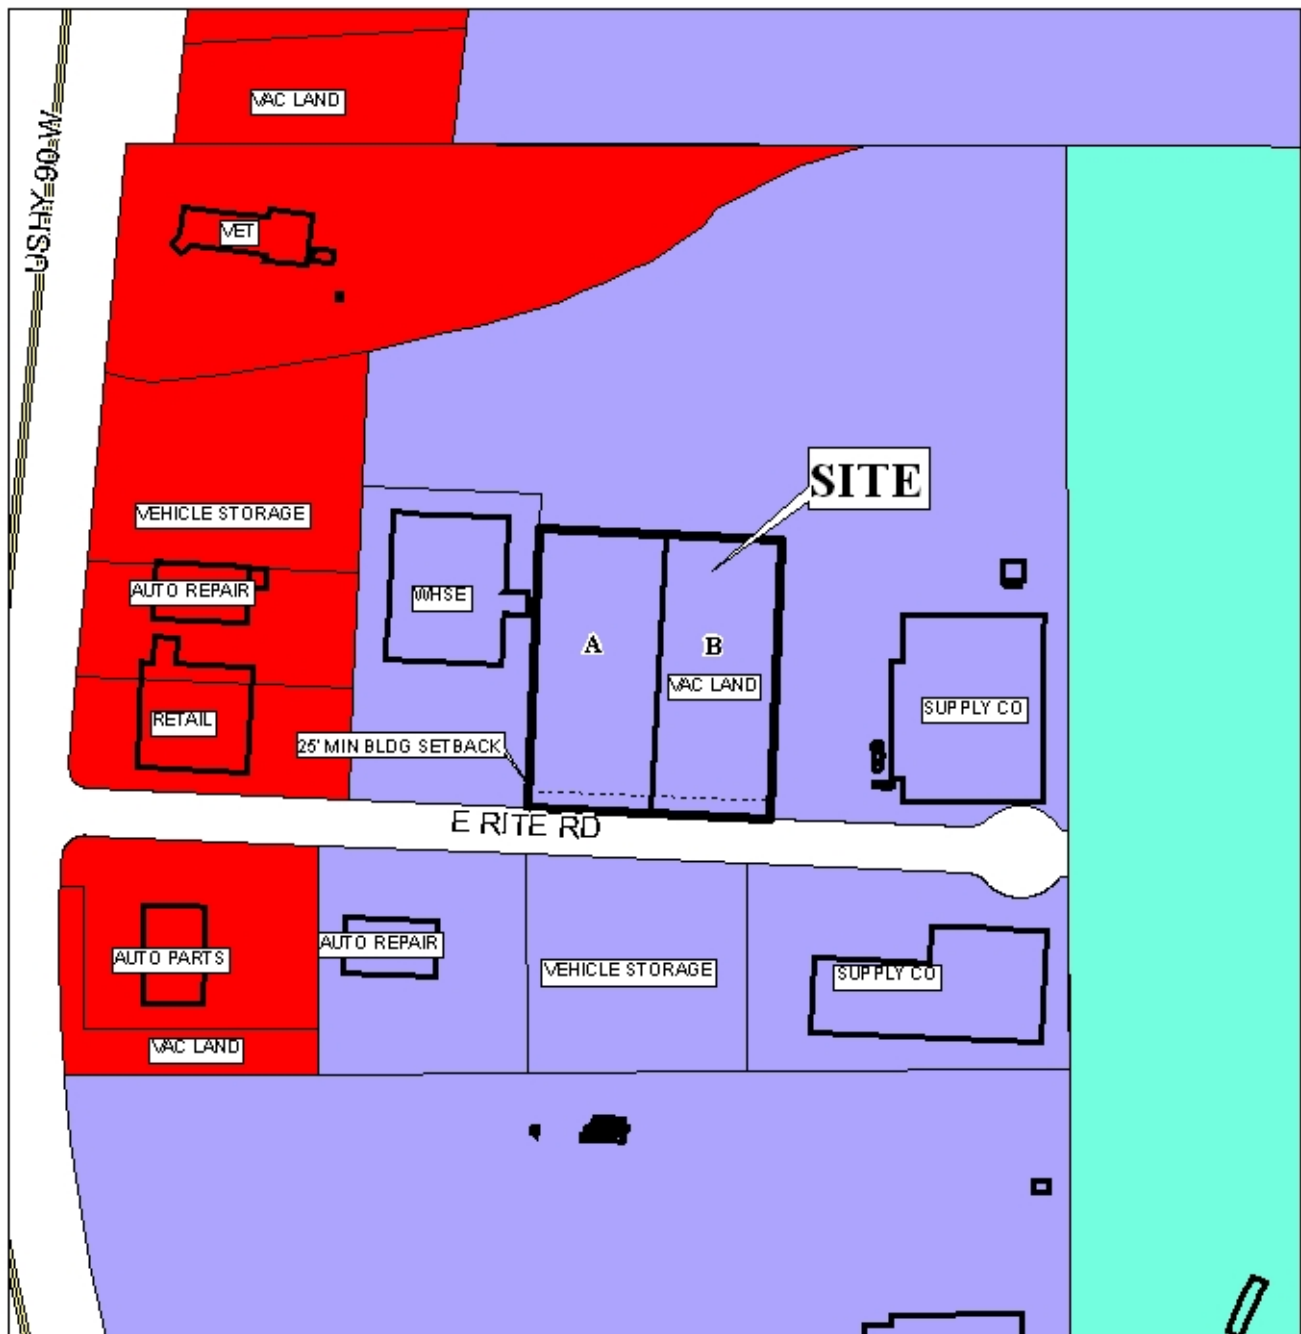 VAC LAND
USHY 90 W
VET
SITE
VEHICLE STORAGE
AUTO REPAIR
WHSE
A
B
VAC LAND
RETAIL
SUPPLY CO
25' MIN BLDG SETBACK
E RITE RD
AUTO PARTS
AUTO REPAIR
VEHICLE STORAGE
SUPPLY CO
VAC LAND